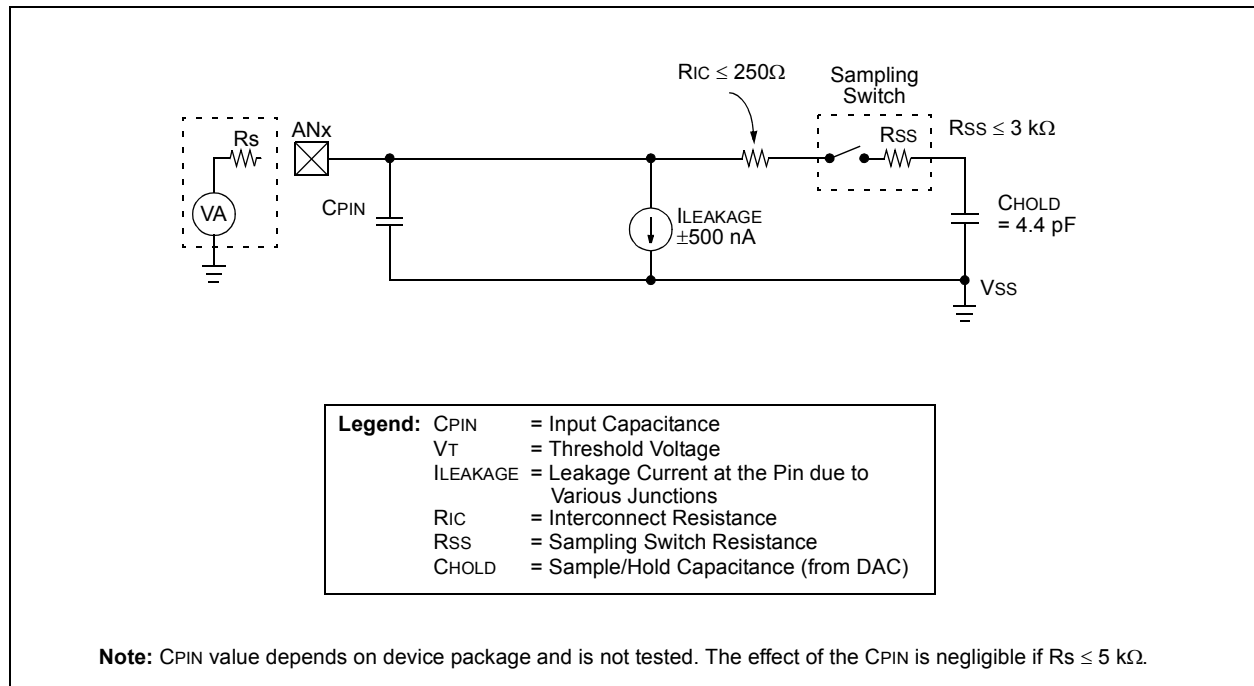 RIC ≤ 250Ω
Sampling
Switch
RSS
RSS ≤ 3 kΩ
Rs
ANx
VA
CPIN
ILEAKAGE
±500 nA
CHOLD
= 4.4 pF
VSS
Legend: CPIN = Input Capacitance
VT = Threshold Voltage
ILEAKAGE = Leakage Current at the Pin due to
Various Junctions
RIC = Interconnect Resistance
RSS = Sampling Switch Resistance
CHOLD = Sample/Hold Capacitance (from DAC)
Note: CPIN value depends on device package and is not tested. The effect of the CPIN is negligible if Rs ≤ 5 kΩ.